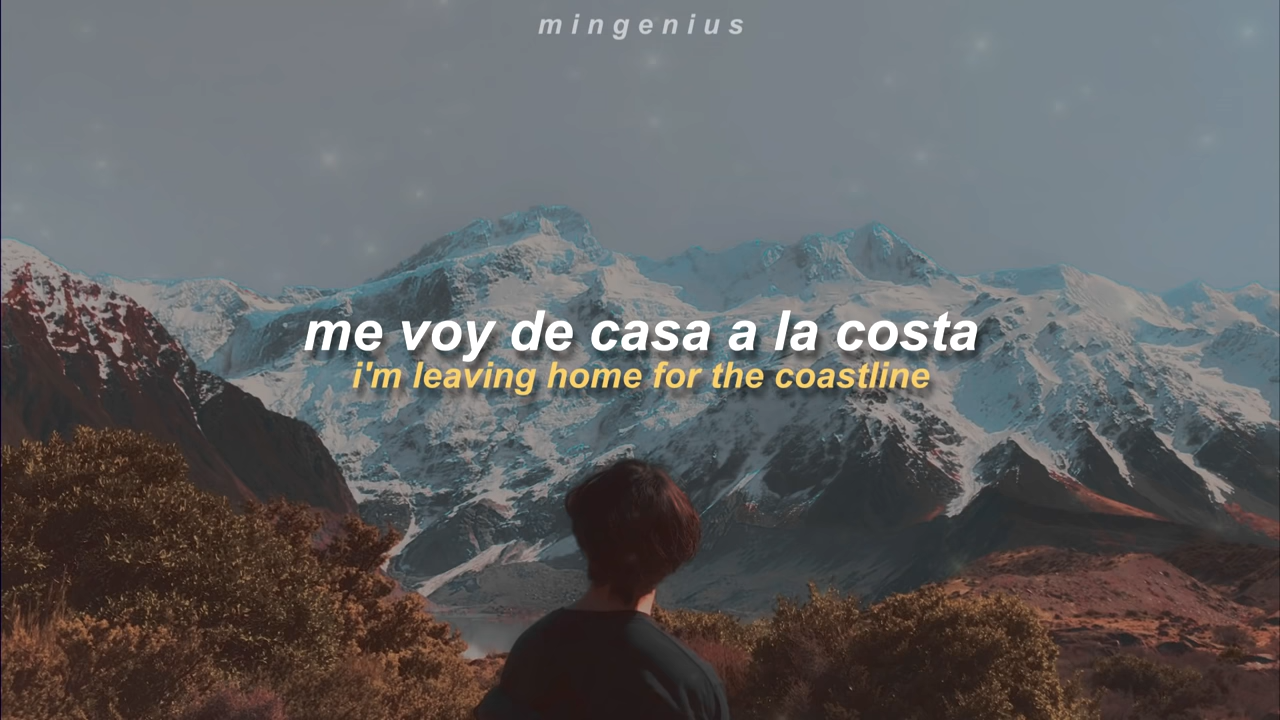 mingenius
me voy de casa a la costa
i'm leaving home for the coastline